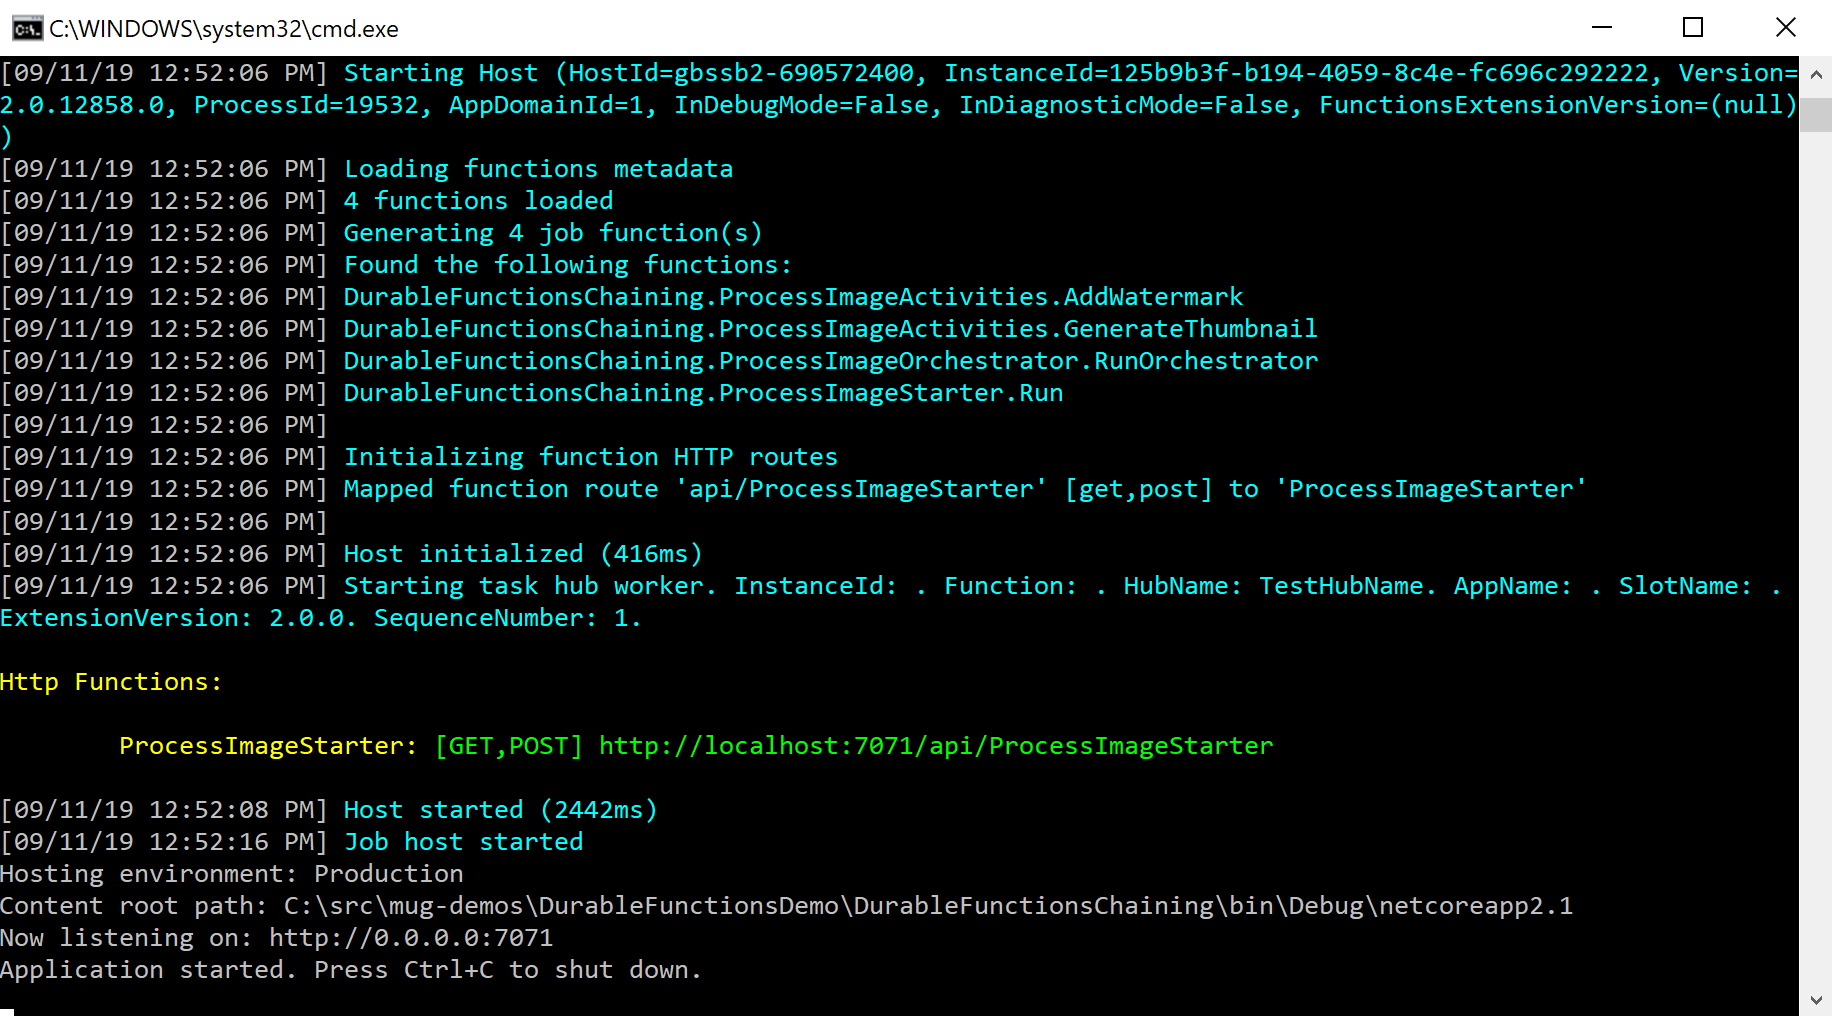 C:\WINDOWS\system32\cmd.exe
[09/11/19 12:52:06 PM] Starting Host (HostId=gbssb2-690572400, InstanceId=125b9b3f-b194-4059-8c4e-fc696c292222, Version=
2.0.12858.0, ProcessId=19532, AppDomainId=1, InDebugMode=False, InDiagnosticMode=False, FunctionsExtensionVersion=(null)
)
[09/11/19 12:52:06 PM] Loading functions metadata
[09/11/19 12:52:06 PM] 4 functions loaded
[09/11/19 12:52:06 PM] Generating 4 job function(s)
[09/11/19 12:52:06 PM] Found the following functions:
[09/11/19 12:52:06 PM] DurableFunctionsChaining.ProcessImageActivities.AddWatermark
[09/11/19 12:52:06 PM] DurableFunctionsChaining.ProcessImageActivities.GenerateThumbnail
[09/11/19 12:52:06 PM] DurableFunctionsChaining.ProcessImageOrchestrator.RunOrchestrator
[09/11/19 12:52:06 PM] DurableFunctionsChaining.ProcessImageStarter.Run
[09/11/19 12:52:06 PM]
[09/11/19 12:52:06 PM] Initializing function HTTP routes
[09/11/19 12:52:06 PM] Mapped function route 'api/ProcessImageStarter' [get,post] to 'ProcessImageStarter'
[09/11/19 12:52:06 PM]
[09/11/19 12:52:06 PM] Host initialized (416ms)
[09/11/19 12:52:06 PM] Starting task hub worker. InstanceId: . Function: . HubName: TestHubName. AppName: . SlotName: .
ExtensionVersion: 2.0.0. SequenceNumber: 1.
Http Functions:
ProcessImageStarter: [GET,POST] http://localhost:7071/api/ProcessImageStarter
[09/11/19 12:52:08 PM] Host started (2442ms)
[09/11/19 12:52:16 PM] Job host started
Hosting environment: Production
Content root path: C:\src\mug-demos\DurableFunctionsDemo\DurableFunctionsChaining\bin\Debug\netcoreapp2.1
Now listening on: http://0.0.0.0:7071
Application started. Press Ctrl+C to shut down.